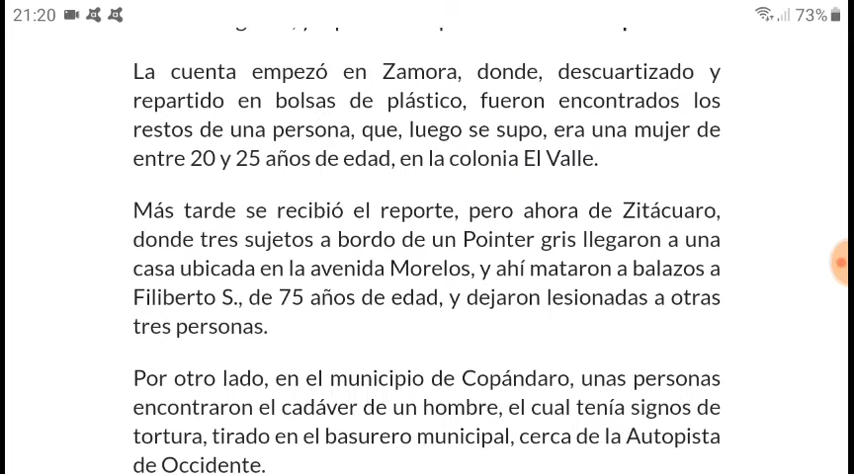 21:20
73%
La cuenta empezó en Zamora, donde, descuartizado y
repartido en bolsas de plástico, fueron encontrados los
restos de una persona, que, luego se supo, era una mujer de
entre 20 y 25 años de edad, en la colonia El Valle.
Más tarde se recibió el reporte, pero ahora de Zitácuaro,
donde tres sujetos a bordo de un Pointer gris llegaron a una
casa ubicada en la avenida Morelos, y ahí mataron a balazos a
Filiberto S., de 75 años de edad, y dejaron lesionadas a otras
tres personas.
Por otro lado, en el municipio de Copándaro, unas personas
encontraron el cadáver de un hombre, el cual tenía signos de
tortura, tirado en el basurero municipal, cerca de la Autopista
de Occidente.